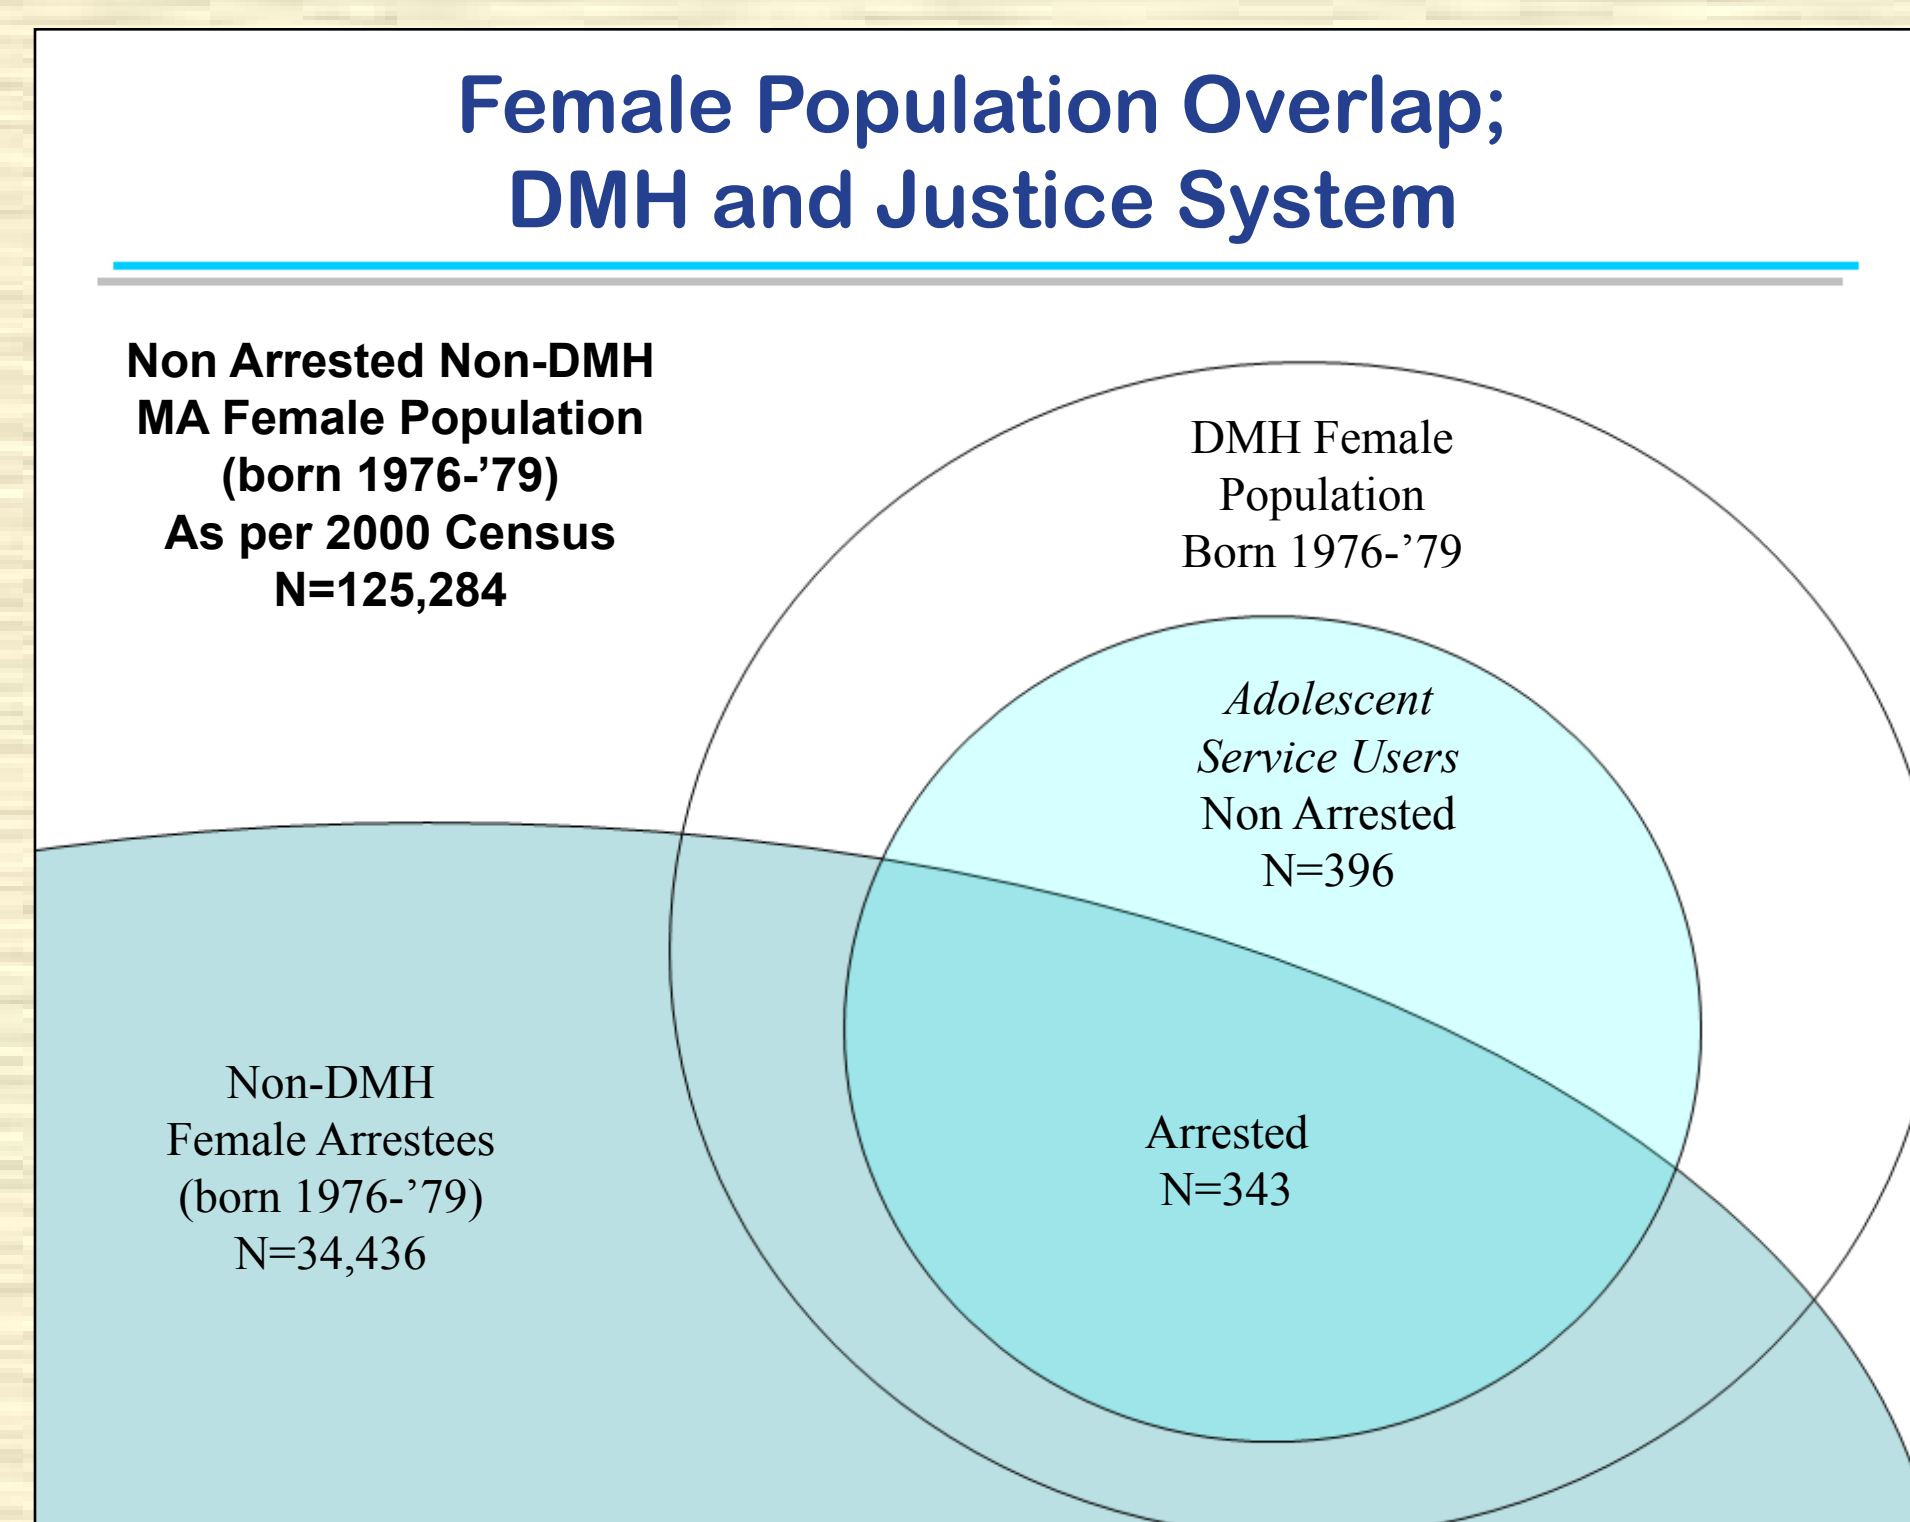 Female Population Overlap;
DMH and Justice System
Non Arrested Non-DMH
MA Female Population
(born 1976-’79)
As per 2000 Census
N=125,284
DMH Female
Population
Born 1976-’79
Adolescent
Service Users
Non Arrested
N=396
Arrested
N=343
Non-DMH
Female Arrestees
(born 1976-’79)
N=34,436